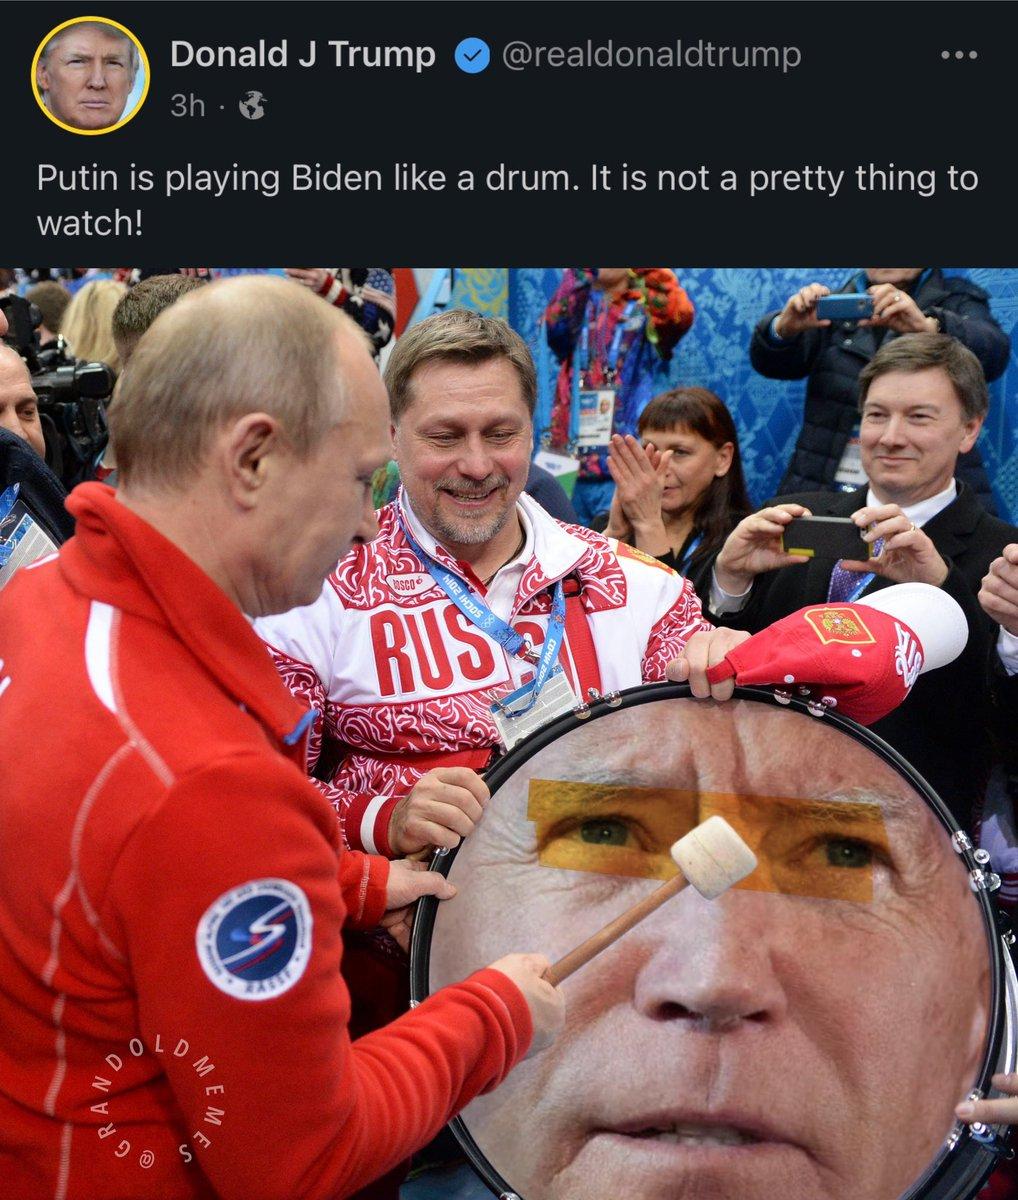 Donald J Trump @realdonaldtrump
3h ·
Putin is playing Biden like a drum. It is not a pretty thing to
watch!
BOSCO
SOCHI 2014
RUS
@GRANDOLDMEMES